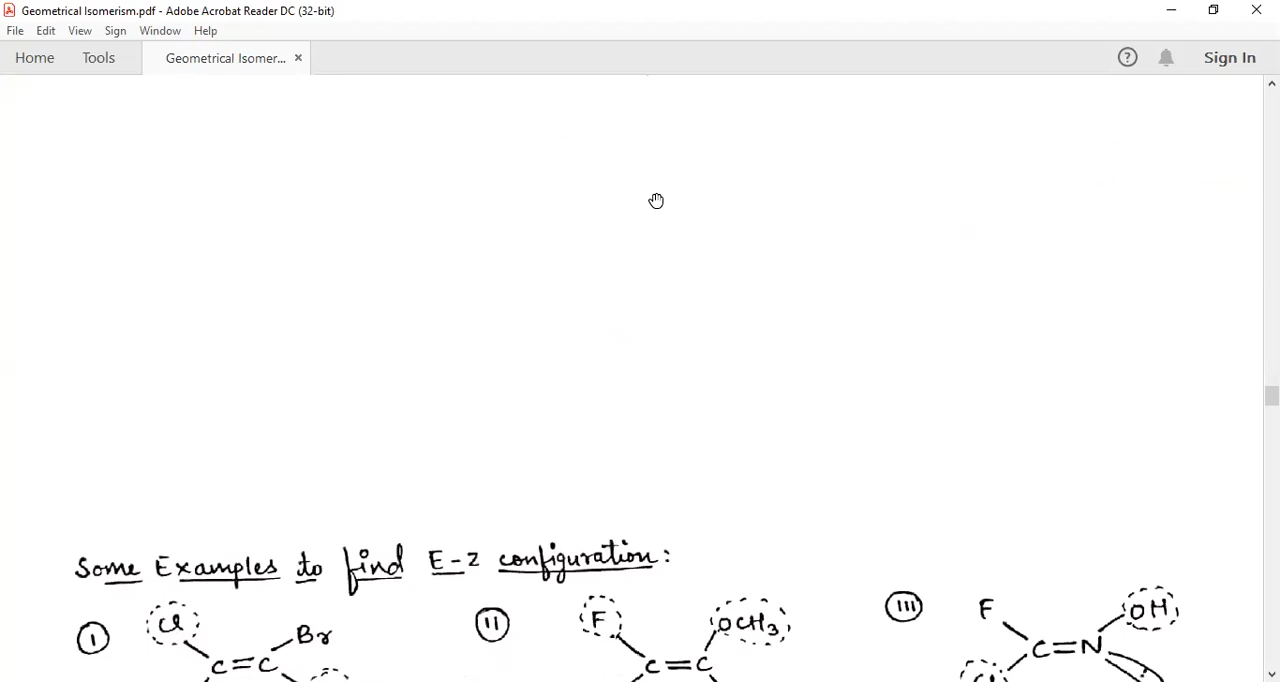 Geometrical Isomerism.pdf - Adobe Acrobat Reader DC (32-bit)
File Edit View Sign Window Help
Home Tools Geometrical Isomer... × ? Sign In
Some Examples to find E-Z configuration:
I Cl Br C=C
II F OCH3 C=C
III F OH C=N Cl